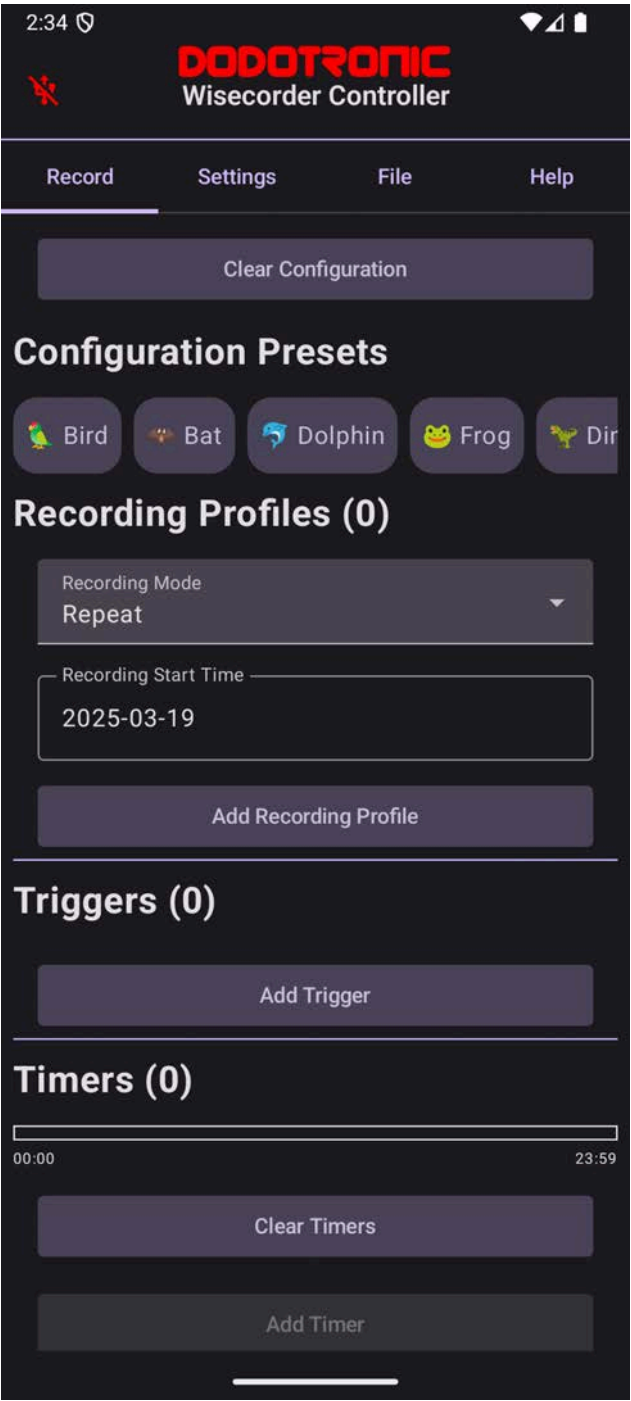 2:34
DODOTRONIC
Wisecorder Controller
Record Settings File Help
Clear Configuration
Configuration Presets
Bird Bat Dolphin Frog Dir
Recording Profiles (0)
Recording Mode
Repeat
Recording Start Time
2025-03-19
Add Recording Profile
Triggers (0)
Add Trigger
Timers (0)
00:00 23:59
Clear Timers
Add Timer